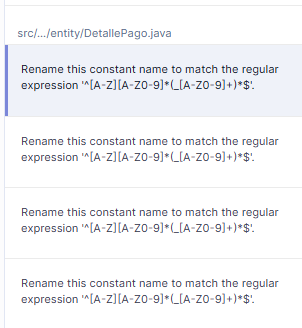 src/.../entity/DetallePago.java
Rename this constant name to match the regular
expression '^[A-Z][A-Z0-9]*(_[A-Z0-9]+)*$'.
Rename this constant name to match the regular
expression '^[A-Z][A-Z0-9]*(_[A-Z0-9]+)*$'.
Rename this constant name to match the regular
expression '^[A-Z][A-Z0-9]*(_[A-Z0-9]+)*$'.
Rename this constant name to match the regular
expression '^[A-Z][A-Z0-9]*(_[A-Z0-9]+)*$'.